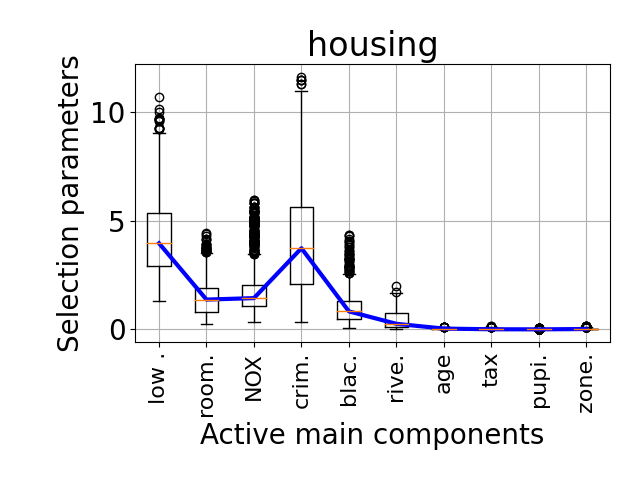 housing
Selection parameters
10
5
0
low .
room.
NOX
crim.
blac.
rive.
age
tax
pupi.
zone.
Active main components